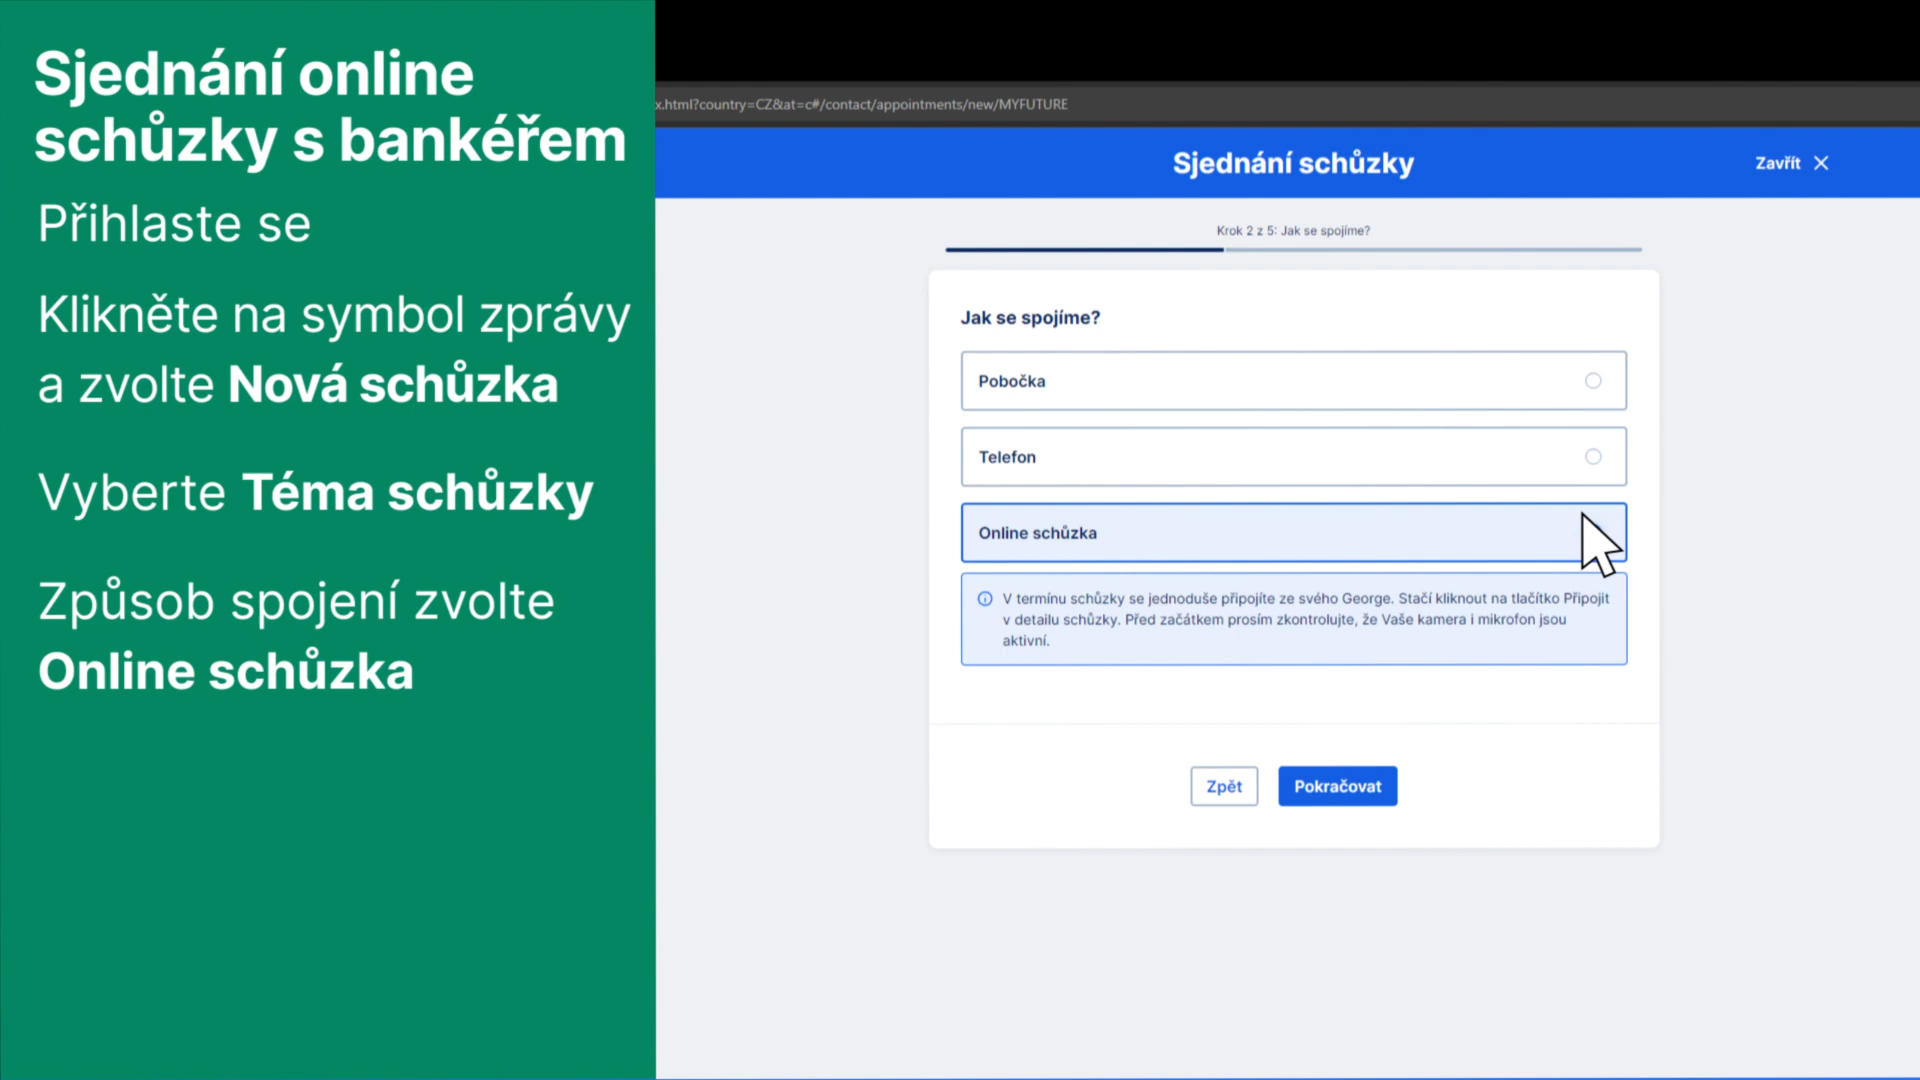 Sjednání online
schůzky s bankéřem
Přihlaste se
Klikněte na symbol zprávy
a zvolte Nová schůzka
Vyberte Téma schůzky
Způsob spojení zvolte
Online schůzka
x.html?country=CZ&at=c#/contact/appointments/new/MYFUTURE
Sjednání schůzky
Zavřít
Krok 2 z 5: Jak se spojíme?
Jak se spojíme?
Pobočka
Telefon
Online schůzka
V termínu schůzky se jednoduše připojíte ze svého George. Stačí kliknout na tlačítko Připojit
v detailu schůzky. Před začátkem prosím zkontrolujte, že Vaše kamera i mikrofon jsou
aktivní.
Zpět
Pokračovat